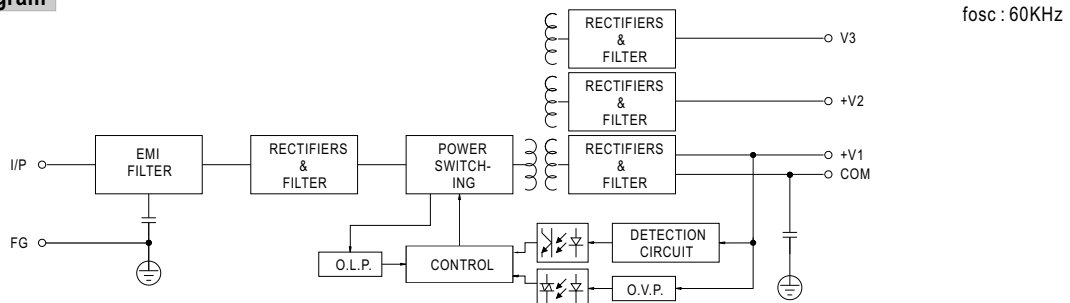 fosc : 60KHz
RECTIFIERS
&
FILTER
V3
RECTIFIERS
&
FILTER
+V2
I/P
EMI
FILTER
RECTIFIERS
&
FILTER
POWER
SWITCH-
ING
RECTIFIERS
&
FILTER
+V1
COM
FG
O.L.P.
CONTROL
DETECTION
CIRCUIT
O.V.P.